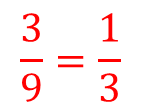 3/9 = 1/3